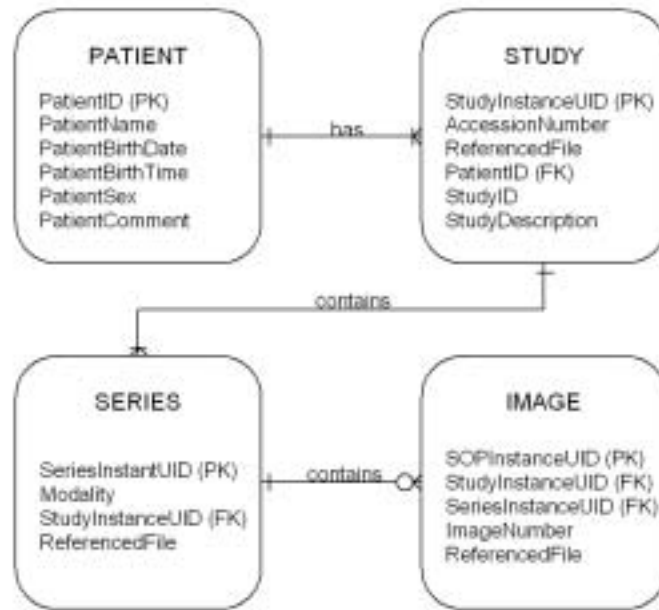 PATIENT
PatientID (PK)
PatientName
PatientBirthDate
PatientBirthTime
PatientSex
PatientComment
has
STUDY
StudyInstanceUID (PK)
AccessionNumber
ReferencedFile
PatientID (FK)
StudyID
StudyDescription
contains
SERIES
SeriesInstantUID (PK)
Modality
StudyInstanceUID (FK)
ReferencedFile
contains
IMAGE
SOPInstanceUID (PK)
StudyInstanceUID (FK)
SeriesInstanceUID (FK)
ImageNumber
ReferencedFile